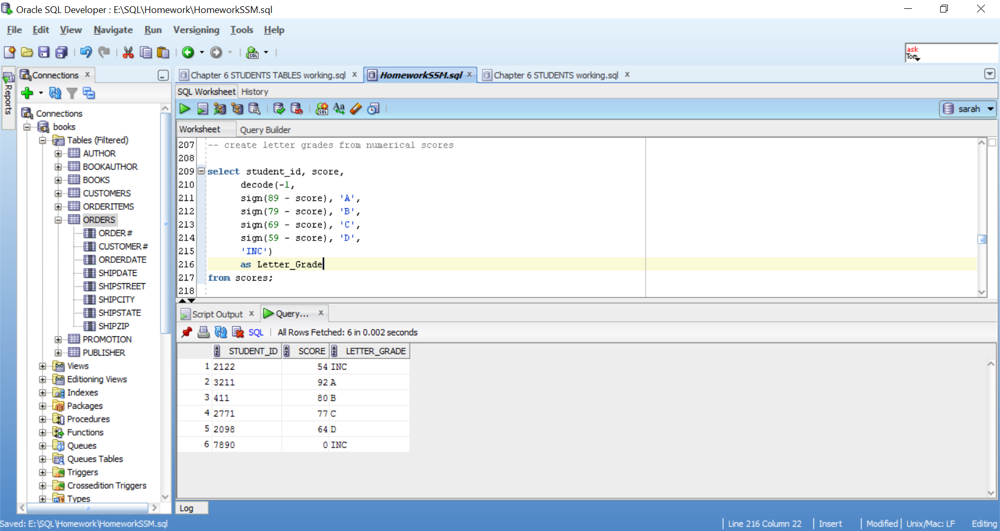 Oracle SQL Developer : E:\SQL\Homework\HomeworkSSM.sql
File Edit View Navigate Run Versioning Tools Help
SQL
ask
Tom
Reports
Connections x
Chapter 6 STUDENTS TABLES working.sql x HomeworkSSM.sql x Chapter 6 STUDENTS working.sql x
SQL Worksheet History
sarah
Worksheet Query Builder
Connections
books
Tables (Filtered)
AUTHOR
BOOKAUTHOR
BOOKS
CUSTOMERS
ORDERITEMS
ORDERS
ORDER#
CUSTOMER#
ORDERDATE
SHIPDATE
SHIPSTREET
SHIPCITY
SHIPSTATE
SHIPZIP
PROMOTION
PUBLISHER
Views
Editioning Views
Indexes
Packages
Procedures
Functions
Queues
Queues Tables
Triggers
Crossedition Triggers
Types
207 -- create letter grades from numerical scores
208
209 select student_id, score,
210 decode(-1,
211 sign(89 - score), 'A',
212 sign(79 - score), 'B',
213 sign(69 - score), 'C',
214 sign(59 - score), 'D',
215 'INC')
216 as Letter_Grade
217 from scores;
218
Script Output x Query... x
SQL | All Rows Fetched: 6 in 0.002 seconds
STUDENT_ID SCORE LETTER_GRADE
1 2122 54 INC
2 3211 92 A
3 411 80 B
4 2771 77 C
5 2098 64 D
6 7890 0 INC
Log
Saved: E:\SQL\Homework\HomeworkSSM.sql
Line 216 Column 22 | Insert | Modified | Unix/Mac: LF Editing